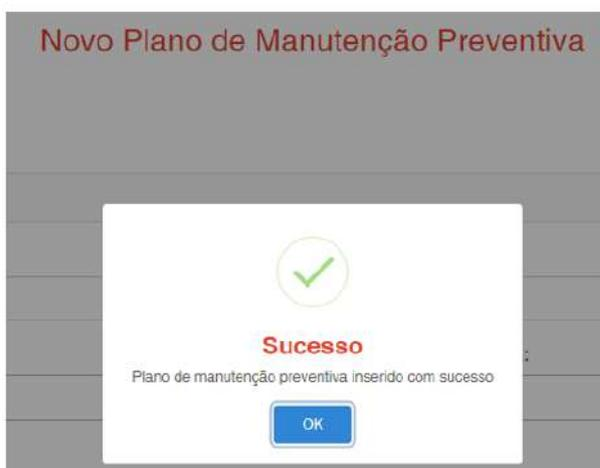 Novo Plano de Manutenção Preventiva
:
Sucesso
Plano de manutenção preventiva inserido com sucesso
OK